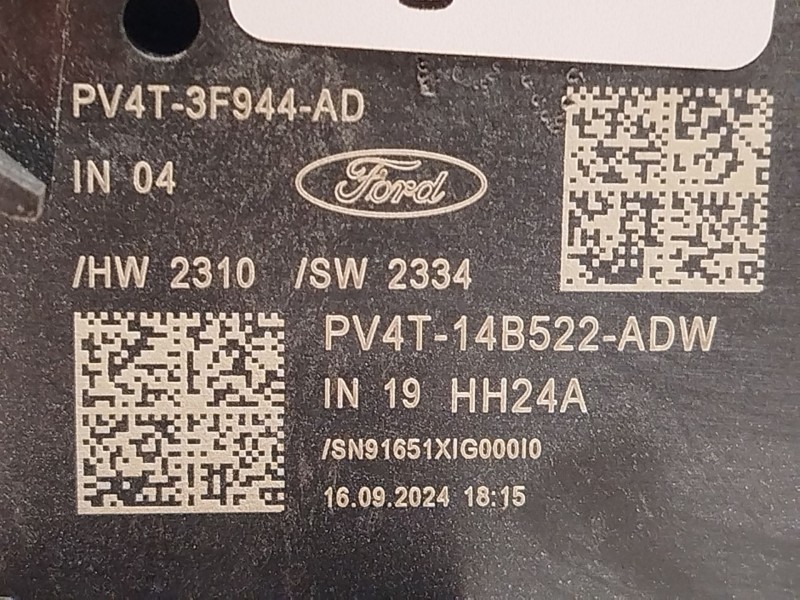 PV4T-3F944-AD
IN 04
Ford
/HW 2310 /SW 2334
PV4T-14B522-ADW
IN 19 HH24A
/SN91651XIG000I0
16.09.2024 18:15